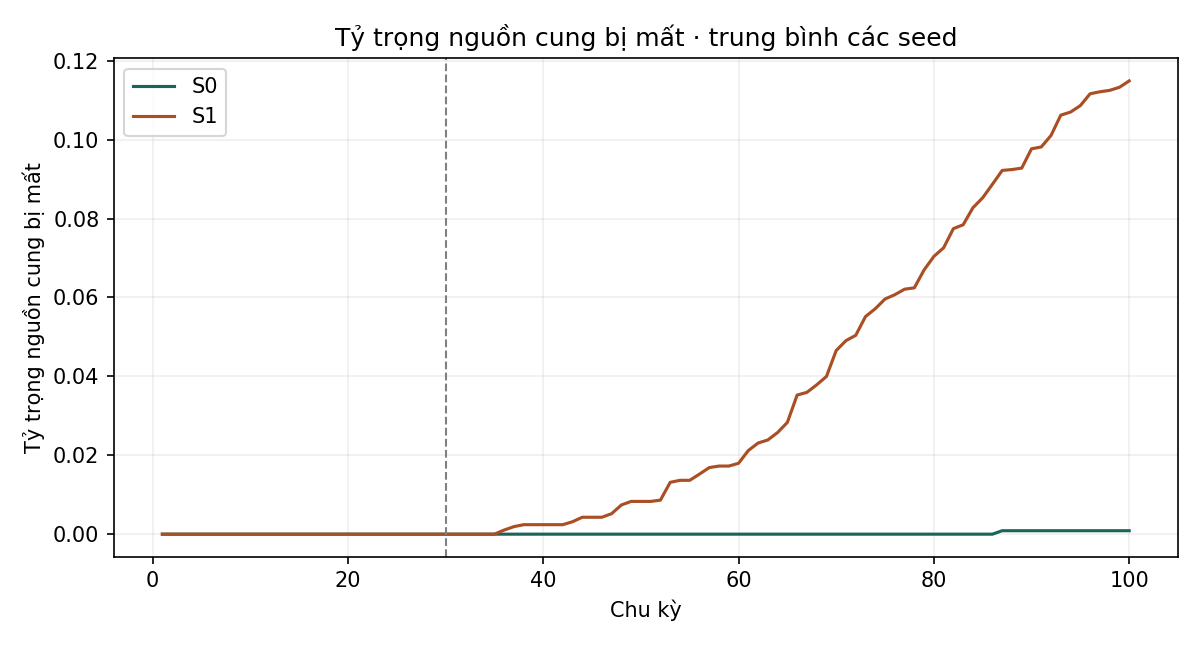 Tỷ trọng nguồn cung bị mất · trung bình các seed
Tỷ trọng nguồn cung bị mất
0.12
0.10
0.08
0.06
0.04
0.02
0.00
S0
S1
0 20 40 60 80 100
Chu kỳ